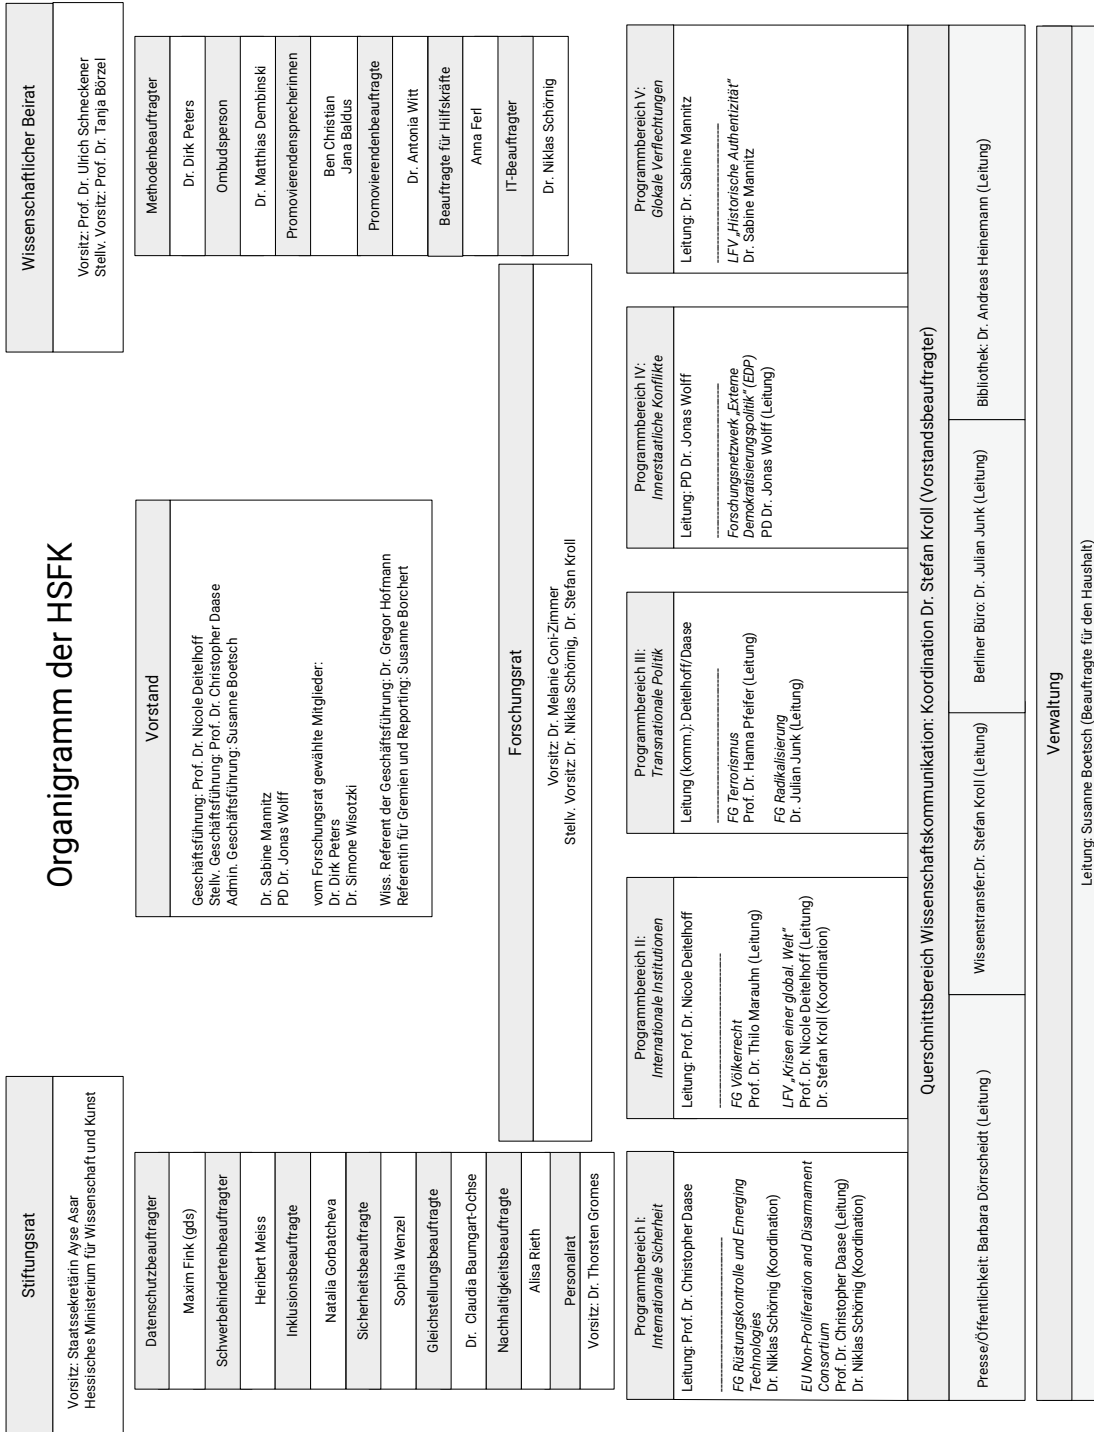 Organigramm der HSFK
Stiftungsrat
Vorsitz: Staatssekretärin Ayse Asar
Hessisches Ministerium für Wissenschaft und Kunst
Wissenschaftlicher Beirat
Vorsitz: Prof. Dr. Ulrich Schneckener
Stellv. Vorsitz: Prof. Dr. Tanja Börzel
Datenschutzbeauftragter
Maxim Fink (gds)
Schwerbehindertenbeauftragter
Heribert Meiss
Inklusionsbeauftragte
Natalia Gorbatcheva
Sicherheitsbeauftragte
Sophia Wenzel
Gleichstellungsbeauftragte
Dr. Claudia Baumgart-Ochse
Nachhaltigkeitsbeauftragte
Alisa Rieth
Personalrat
Vorsitz: Dr. Thorsten Gromes
Vorstand
Geschäftsführung: Prof. Dr. Nicole Deitelhoff
Stellv. Geschäftsführung: Prof. Dr. Christopher Daase
Admin. Geschäftsführung: Susanne Boetsch
Dr. Sabine Mannitz
PD Dr. Jonas Wolff
vom Forschungsrat gewählte Mitglieder:
Dr. Dirk Peters
Dr. Simone Wisotzki
Wiss. Referent der Geschäftsführung: Dr. Gregor Hofmann
Referentin für Gremien und Reporting: Susanne Borchert
Methodenbeauftragter
Dr. Dirk Peters
Ombudsperson
Dr. Matthias Dembinski
Promovierendensprecherinnen
Ben Christian
Jana Baldus
Promovierendenbeauftragte
Dr. Antonia Witt
Beauftragte für Hilfskräfte
Anna Ferl
IT-Beauftragter
Dr. Niklas Schörnig
Forschungsrat
Vorsitz: Dr. Melanie Coni-Zimmer
Stellv. Vorsitz: Dr. Niklas Schörnig, Dr. Stefan Kroll
Programmbereich I:
Internationale Sicherheit
Leitung: Prof. Dr. Christopher Daase
FG Rüstungskontrolle und Emerging
Technologies
Dr. Niklas Schörnig (Koordination)
EU Non-Proliferation and Disarmament
Consortium
Prof. Dr. Christopher Daase (Leitung)
Dr. Niklas Schörnig (Koordination)
Programmbereich II:
Internationale Institutionen
Leitung: Prof. Dr. Nicole Deitelhoff
FG Völkerrecht
Prof. Dr. Thilo Marauhn (Leitung)
LFV „Krisen einer global. Welt"
Prof. Dr. Nicole Deitelhoff (Leitung)
Dr. Stefan Kroll (Koordination)
Programmbereich III:
Transnationale Politik
Leitung (komm.): Deitelhoff/Daase
FG Terrorismus
Prof. Dr. Hanna Pfeifer (Leitung)
FG Radikalisierung
Dr. Julian Junk (Leitung)
Programmbereich IV:
Innerstaatliche Konflikte
Leitung: PD Dr. Jonas Wolff
Forschungsnetzwerk „Externe
Demokratisierungspolitik" (EDP)
PD Dr. Jonas Wolff (Leitung)
Programmbereich V:
Glokale Verflechtungen
Leitung: Dr. Sabine Mannitz
LFV „Historische Authentizität"
Dr. Sabine Mannitz
Querschnittsbereich Wissenschaftskommunikation: Koordination Dr. Stefan Kroll (Vorstandsbeauftragter)
Presse/Öffentlichkeit: Barbara Dörrscheidt (Leitung )
Wissenstransfer:Dr. Stefan Kroll (Leitung)
Berliner Büro: Dr. Julian Junk (Leitung)
Bibliothek: Dr. Andreas Heinemann (Leitung)
Verwaltung
Leitung: Susanne Boetsch (Beauftragte für den Haushalt)